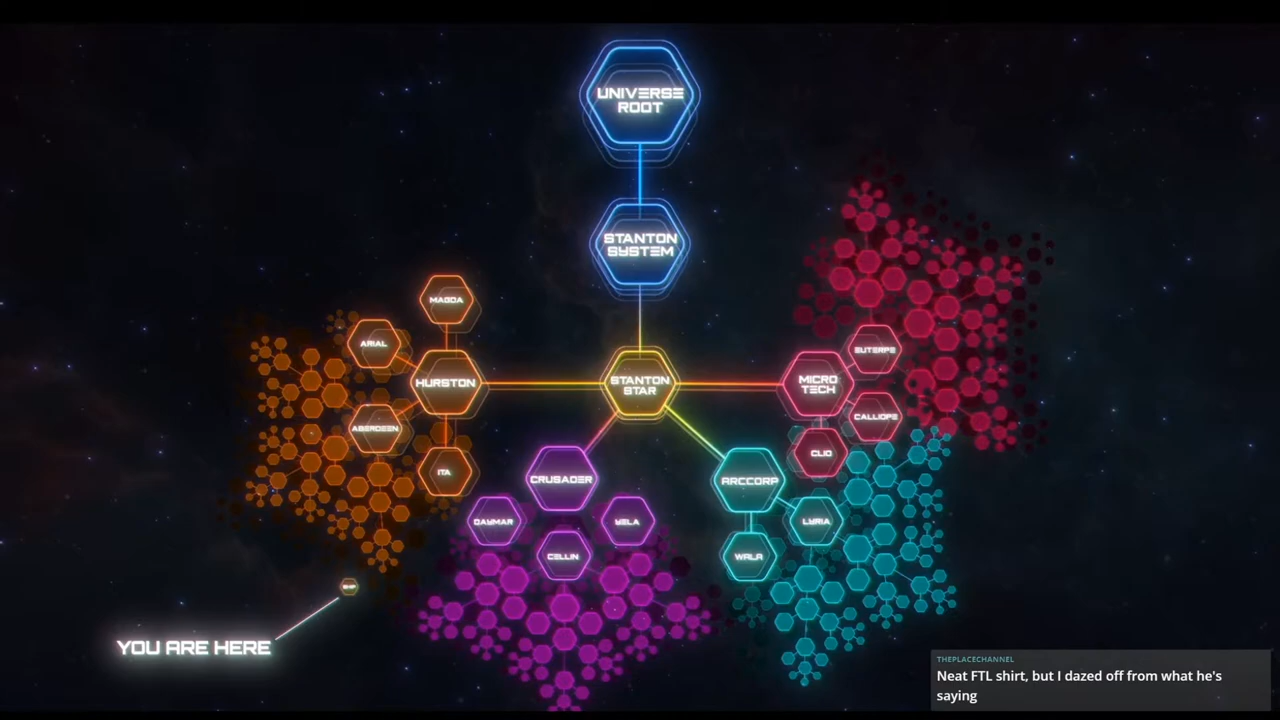 UNIVERSE
ROOT
STANTON
SYSTEM
MAGDA
ARIAL
HURSTON
ABERDEEN
ITA
STANTON
STAR
MICRO
TECH
EUTERPE
CALLIOPE
CLIO
CRUSADER
DAYMAR
CELLIN
YELA
ARCCORP
LYRIA
WALA
SHIP
YOU ARE HERE
THEPLACECHANNEL
Neat FTL shirt, but I dazed off from what he's
saying